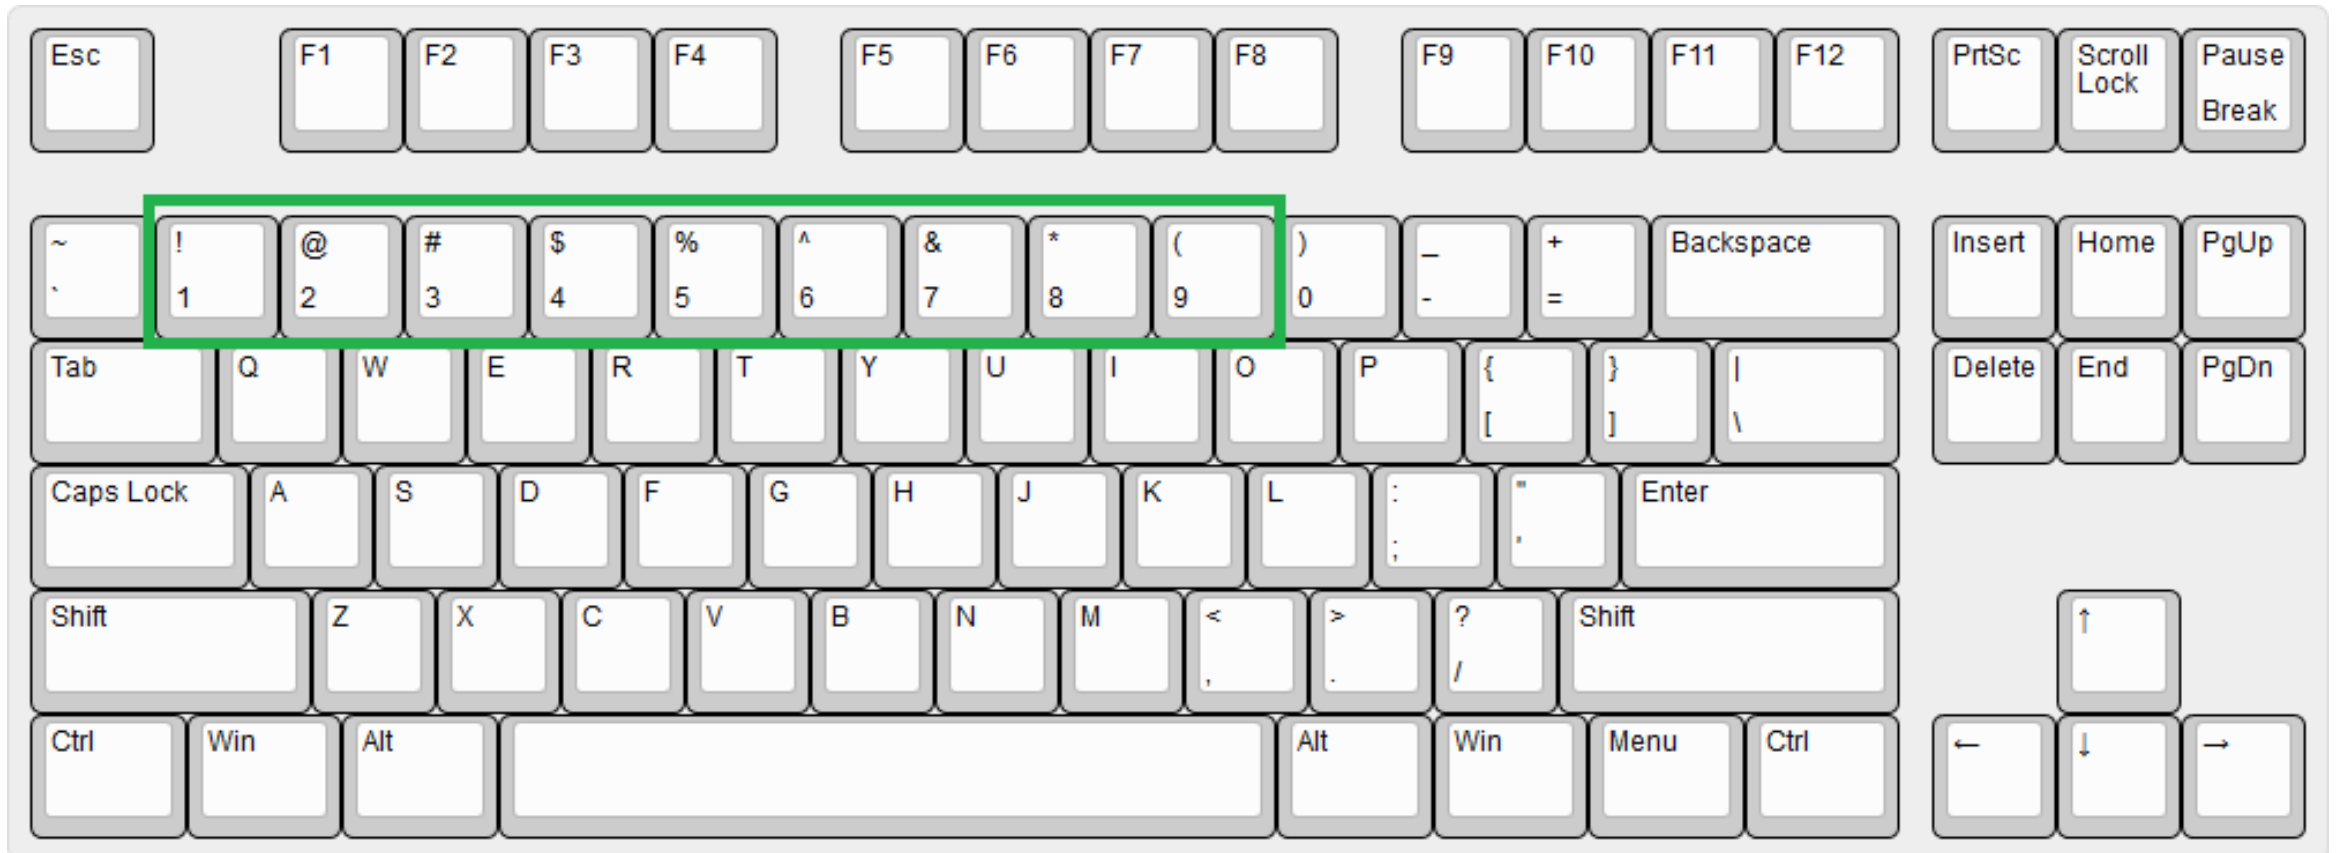 Esc F1 F2 F3 F4 F5 F6 F7 F8 F9 F10 F11 F12 PrtSc Scroll Lock Pause Break
~ ! @ # $ % ^ & * ( ) _ + Backspace Insert Home PgUp
` 1 2 3 4 5 6 7 8 9 0 - =
Tab Q W E R T Y U I O P { } | Delete End PgDn
[ ] \
Caps Lock A S D F G H J K L : " Enter
; '
Shift Z X C V B N M < > ? Shift ↑
, . /
Ctrl Win Alt Alt Win Menu Ctrl ← ↓ →